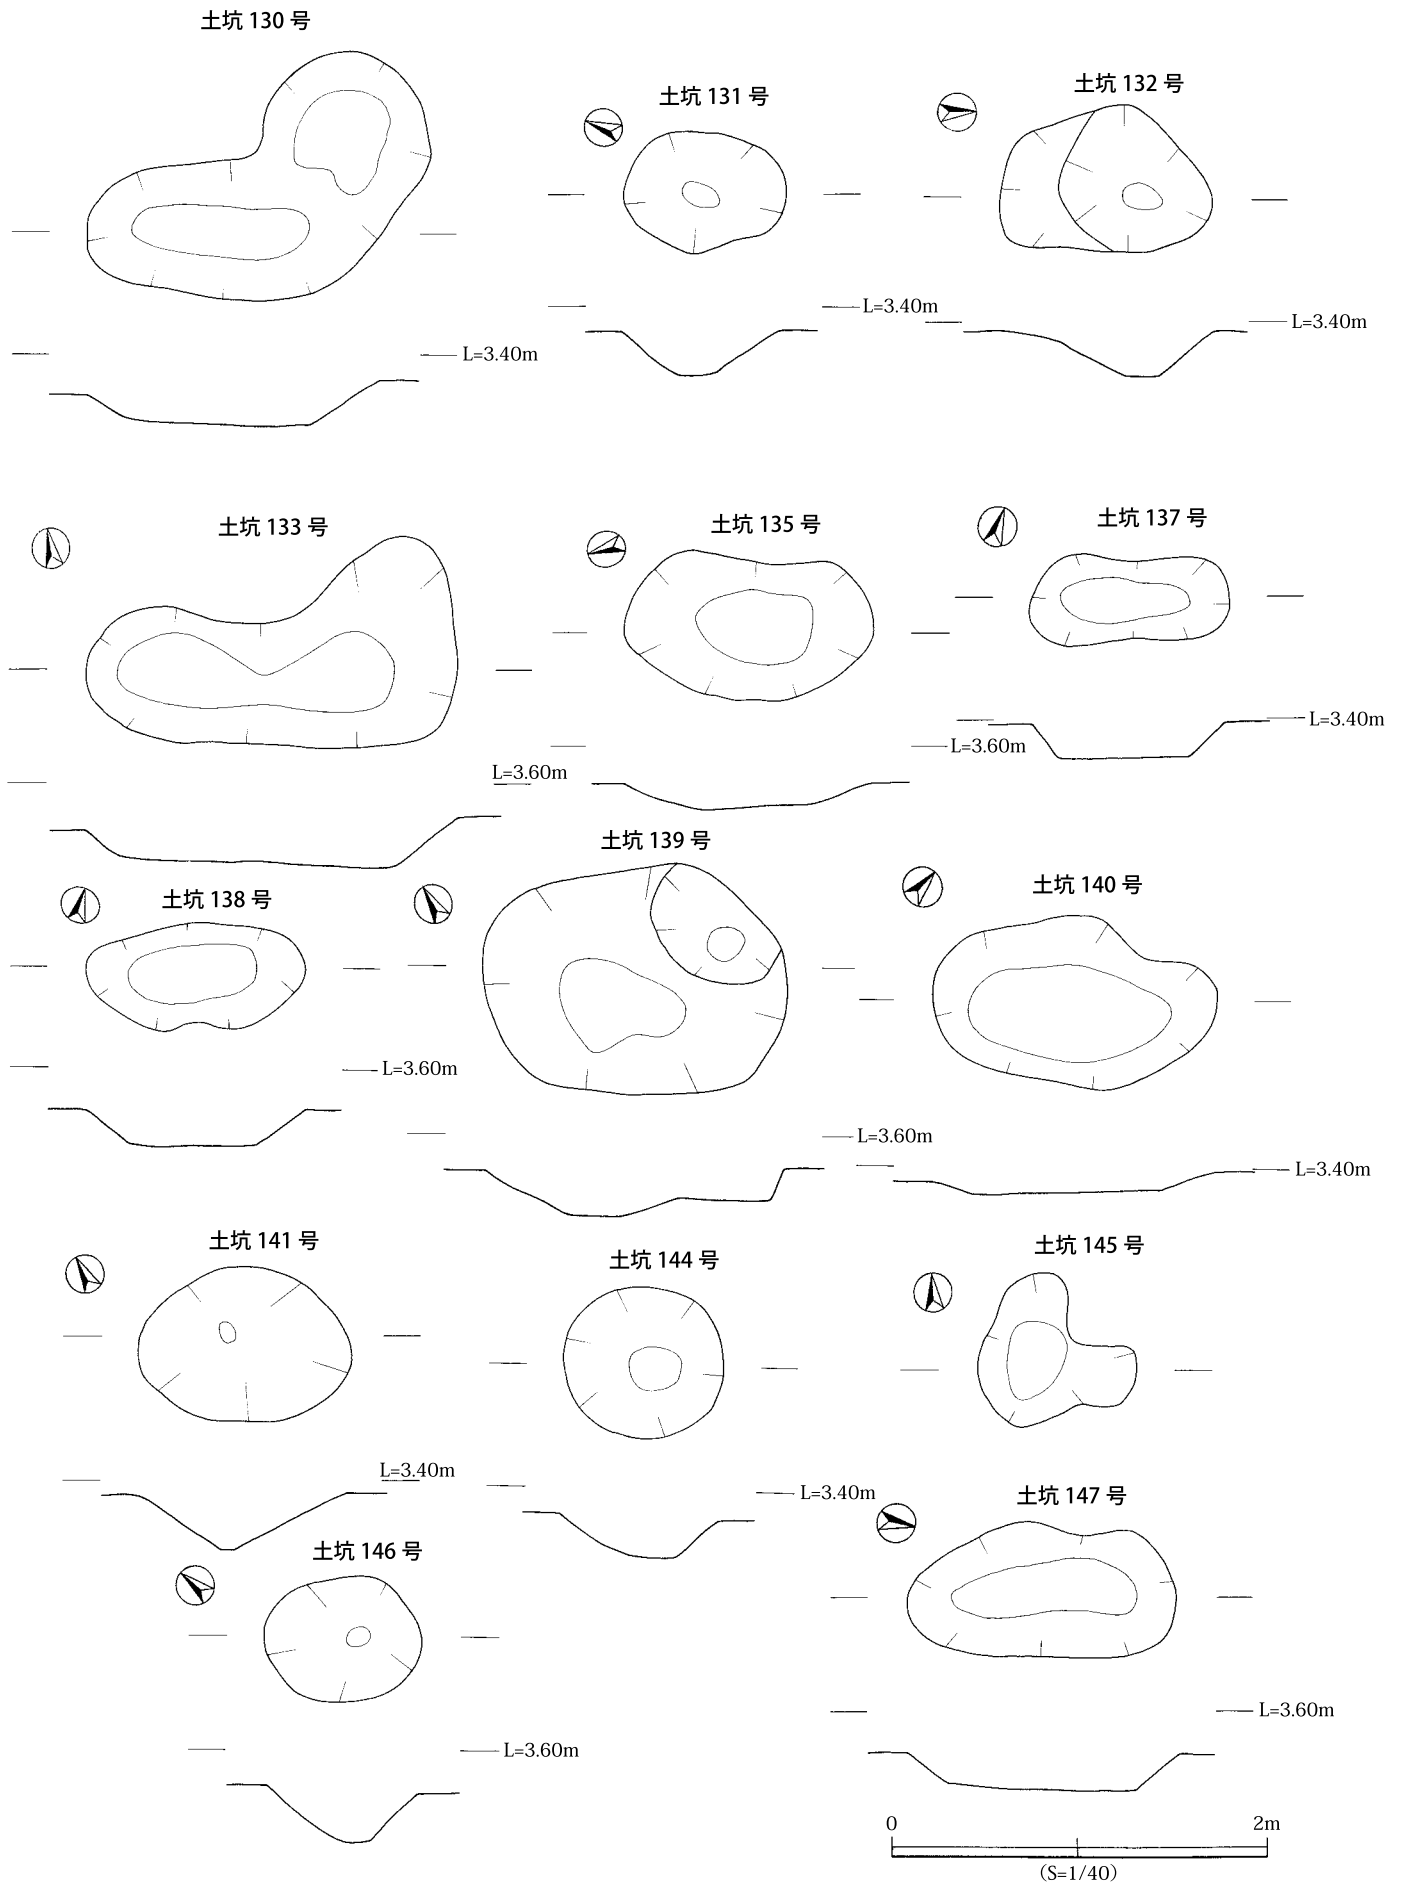 土坑 130 号
土坑 131 号
土坑 132 号
L=3.40m
L=3.40m
L=3.40m
土坑 133 号
土坑 135 号
土坑 137 号
L=3.60m
L=3.60m
L=3.40m
土坑 138 号
土坑 139 号
土坑 140 号
L=3.60m
L=3.60m
L=3.40m
土坑 141 号
土坑 144 号
土坑 145 号
L=3.40m
L=3.40m
土坑 146 号
土坑 147 号
L=3.60m
L=3.60m
0 2m
(S=1/40)